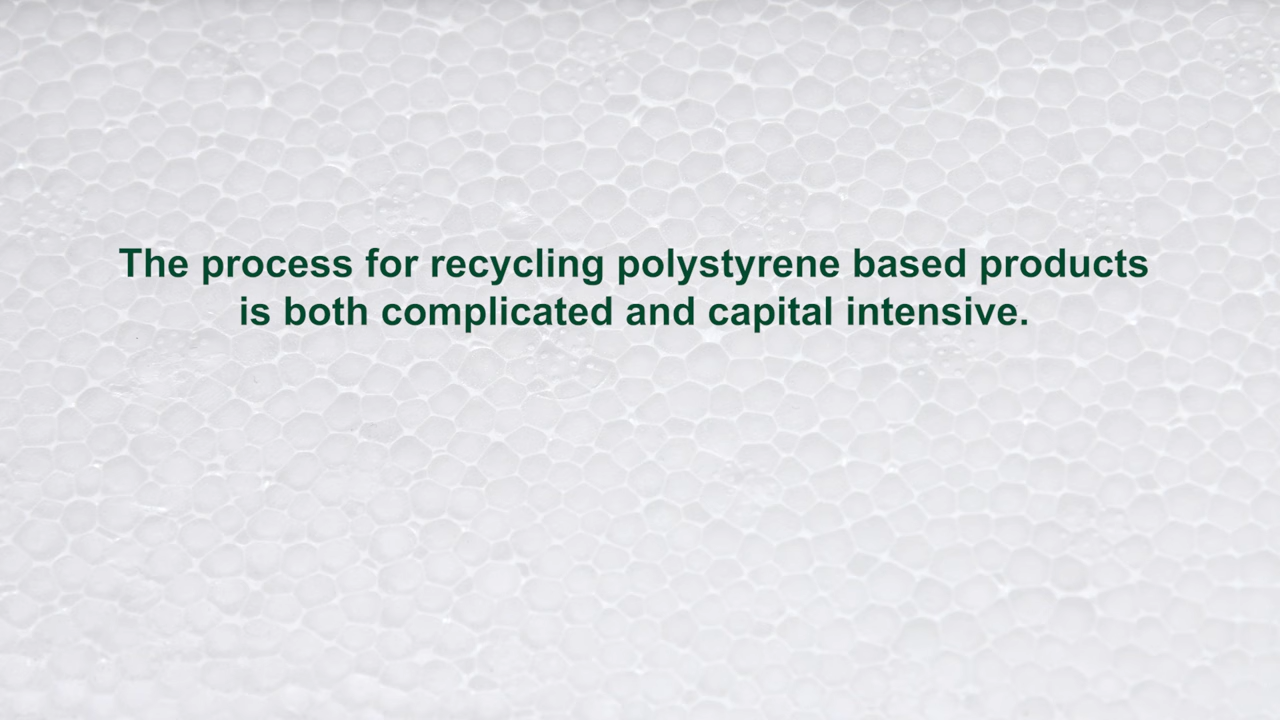 The process for recycling polystyrene based products
is both complicated and capital intensive.